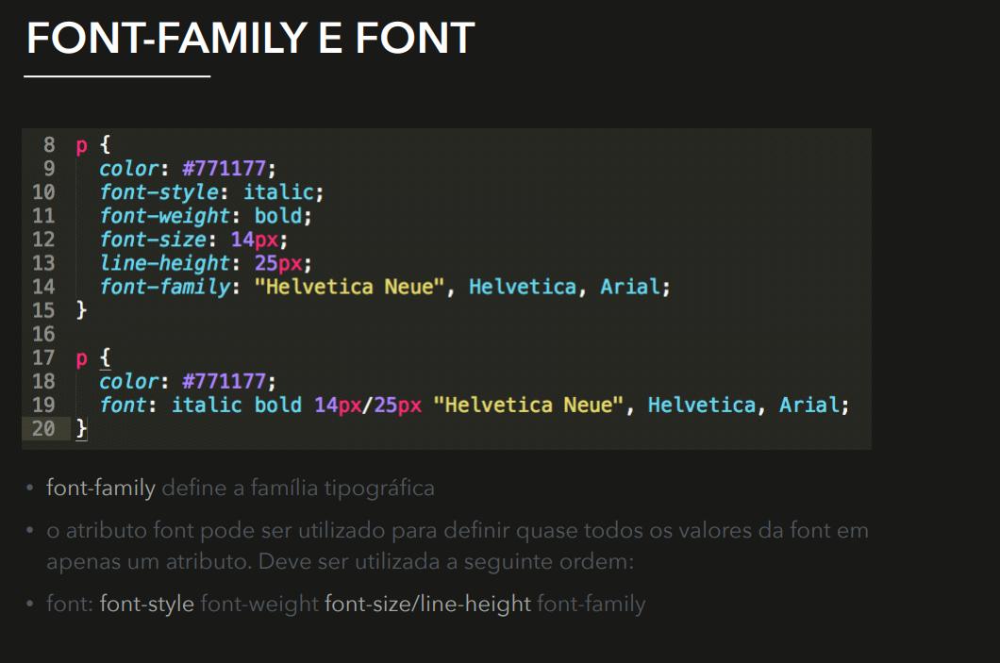 FONT-FAMILY E FONT
8 p {
9 color: #771177;
10 font-style: italic;
11 font-weight: bold;
12 font-size: 14px;
13 line-height: 25px;
14 font-family: "Helvetica Neue", Helvetica, Arial;
15 }
16
17 p {
18 color: #771177;
19 font: italic bold 14px/25px "Helvetica Neue", Helvetica, Arial;
20 }
• font-family define a família tipográfica
• o atributo font pode ser utilizado para definir quase todos os valores da font em
apenas um atributo. Deve ser utilizada a seguinte ordem:
• font: font-style font-weight font-size/line-height font-family